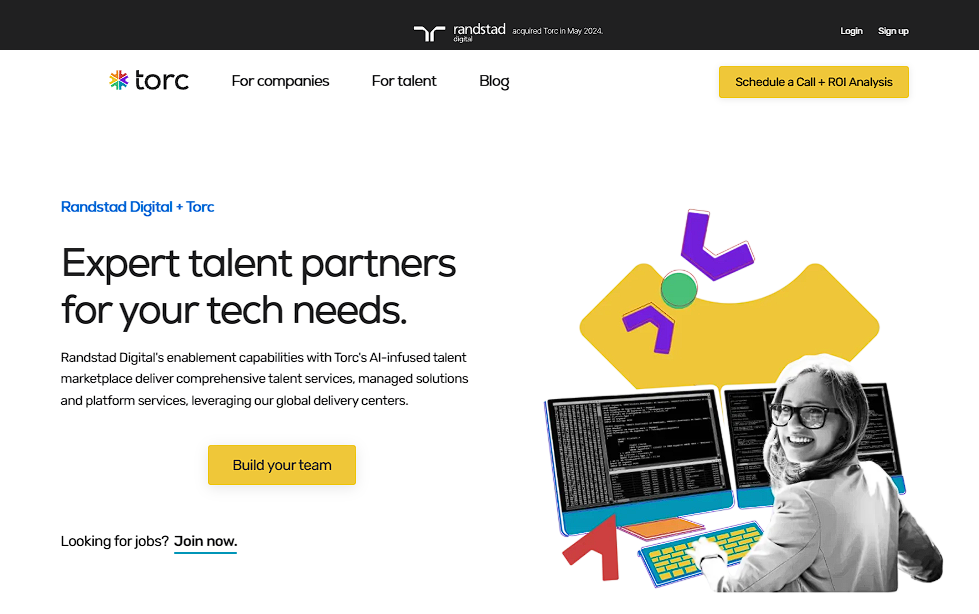 randstad
digital
acquired Torc in May 2024.
Login
Sign up
torc
For companies
For talent
Blog
Schedule a Call + ROI Analysis
Randstad Digital + Torc
Expert talent partners
for your tech needs.
Randstad Digital's enablement capabilities with Torc's AI-infused talent
marketplace deliver comprehensive talent services, managed solutions
and platform services, leveraging our global delivery centers.
Build your team
Looking for jobs? Join now.